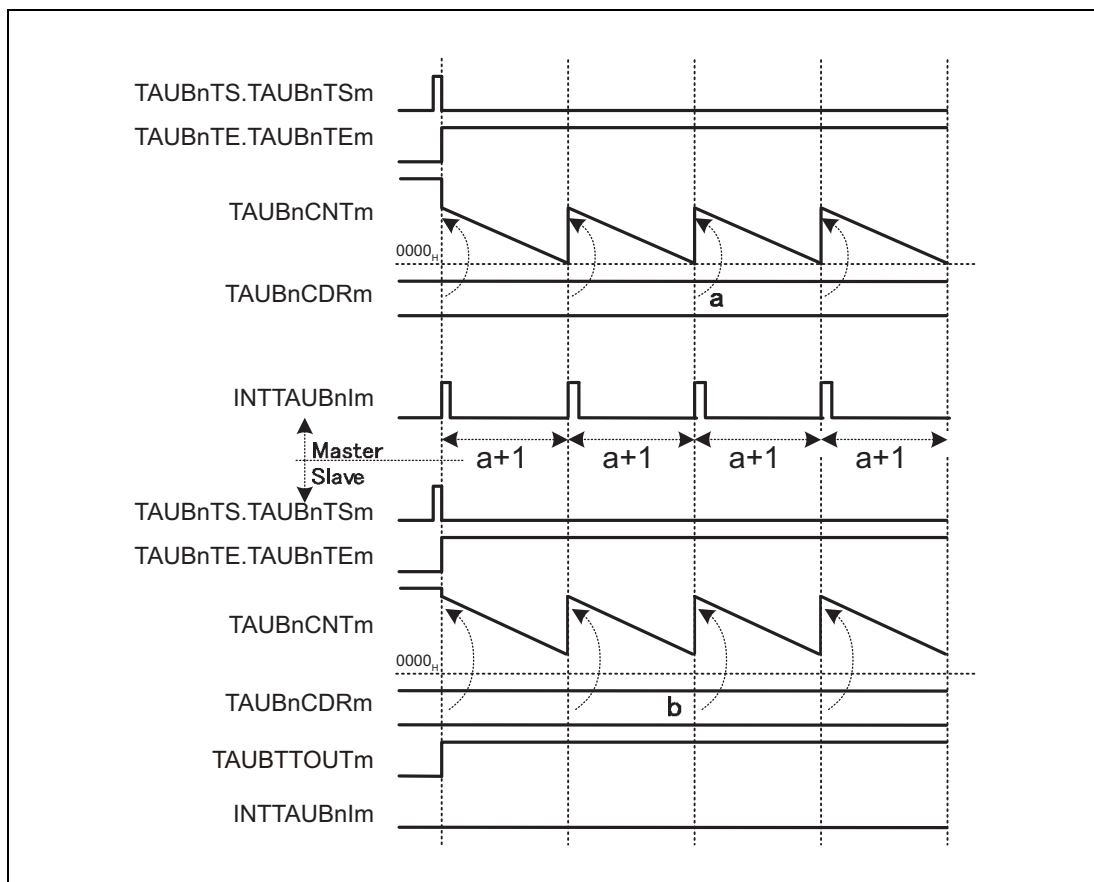 TAUBnTS.TAUBnTSm
TAUBnTE.TAUBnTEm
TAUBnCNTm
0000H
TAUBnCDRm
a
INTTAUBnIm
a+1 a+1 a+1 a+1
Master
Slave
TAUBnTS.TAUBnTSm
TAUBnTE.TAUBnTEm
TAUBnCNTm
0000H
TAUBnCDRm
b
TAUBTTOUTm
INTTAUBnIm